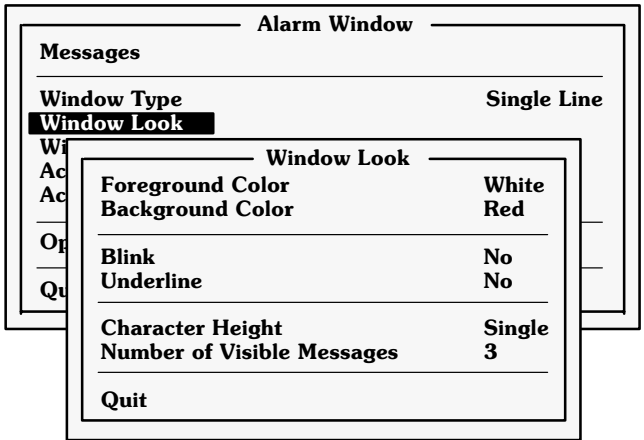 Alarm Window
Messages
Window Type Single Line
Window Look
Wi
Ac
Ac
Op
Qu
Window Look
Foreground Color White
Background Color Red
Blink No
Underline No
Character Height Single
Number of Visible Messages 3
Quit